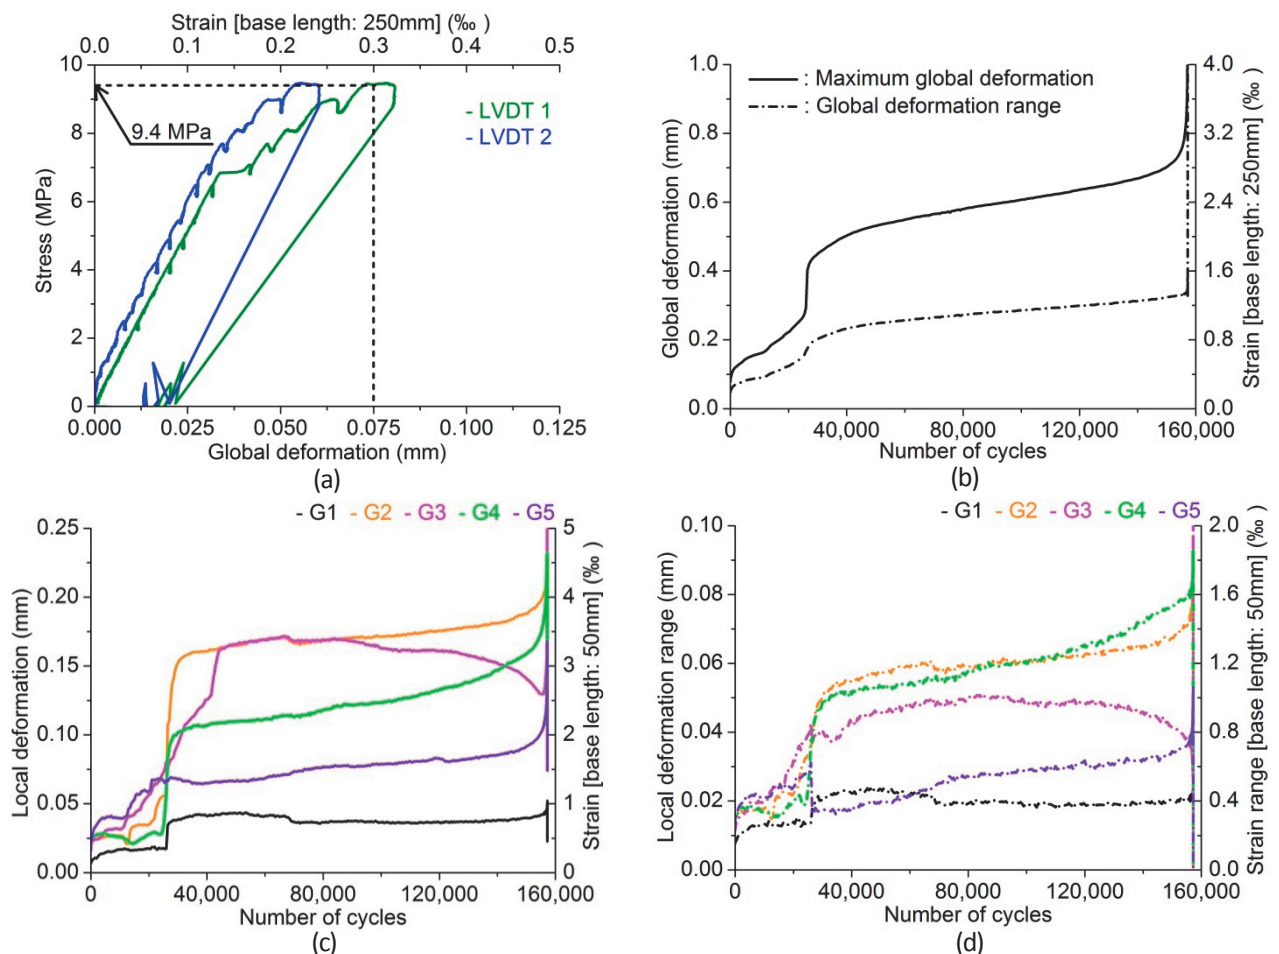 Strain [base length: 250mm] (‰ )
0.0 0.1 0.2 0.3 0.4 0.5
10
8
6
4
2
0
Stress (MPa)
9.4 MPa
- LVDT 1
- LVDT 2
0.000 0.025 0.050 0.075 0.100 0.125
Global deformation (mm)
(a)
1.0
0.8
0.6
0.4
0.2
0.0
Global deformation (mm)
: Maximum global deformation
: Global deformation range
4.0
3.2
2.4
1.6
0.8
0.0
Strain [base length: 250mm] (‰)
0 40,000 80,000 120,000 160,000
Number of cycles
(b)
- G1 - G2 - G3 - G4 - G5
0.25
0.20
0.15
0.10
0.05
0.00
Local deformation (mm)
5
4
3
2
1
0
Strain [base length: 50mm] (‰)
0 40,000 80,000 120,000 160,000
Number of cycles
(c)
- G1 - G2 - G3 - G4 - G5
0.10
0.08
0.06
0.04
0.02
0.00
Local deformation range (mm)
2.0
1.6
1.2
0.8
0.4
0.0
Strain range [base length: 50mm] (‰)
0 40,000 80,000 120,000 160,000
Number of cycles
(d)